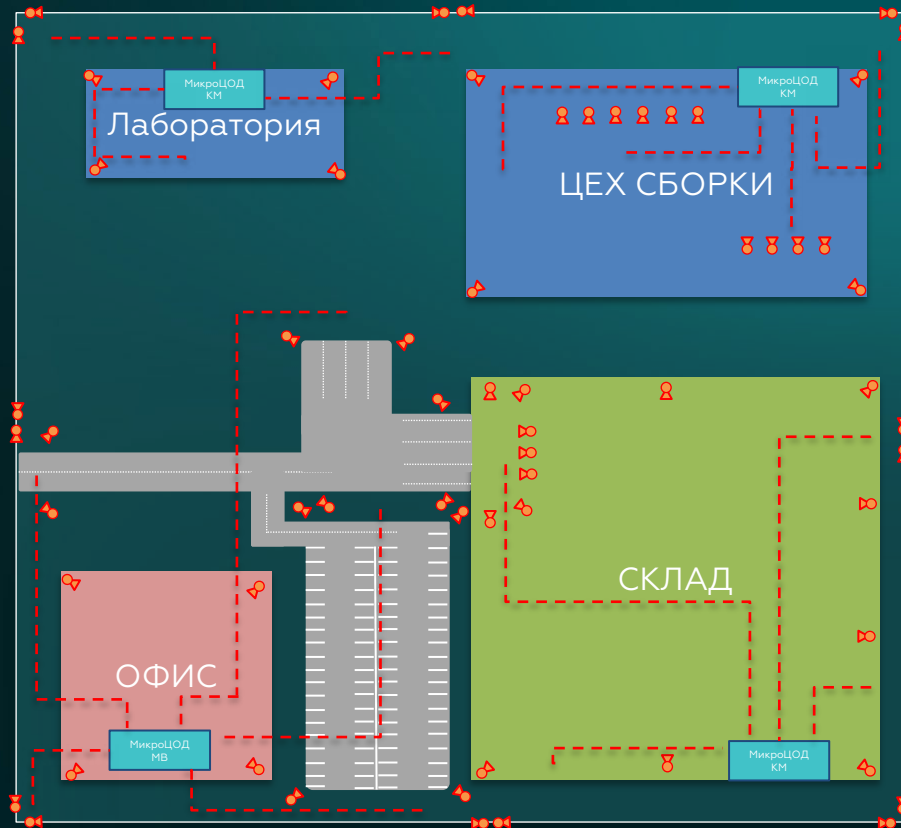 МикроЦОД
КМ
Лаборатория
МикроЦОД
КМ
ЦЕХ СБОРКИ
СКЛАД
ОФИС
МикроЦОД
МВ
МикроЦОД
КМ